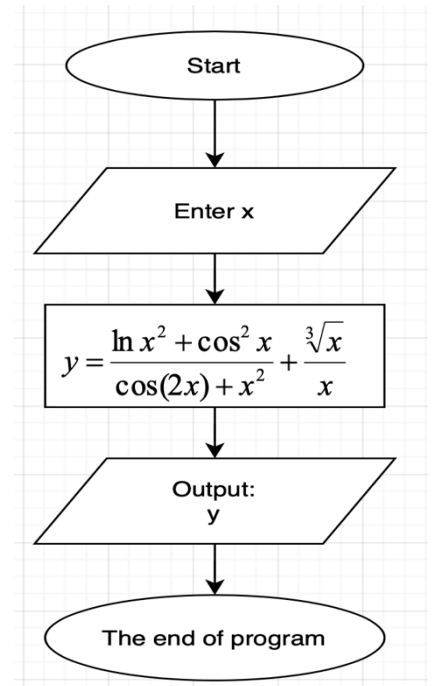 Start
Enter x
y = (ln x² + cos² x)/(cos(2x) + x²) + ∛x/x
Output:
y
The end of program